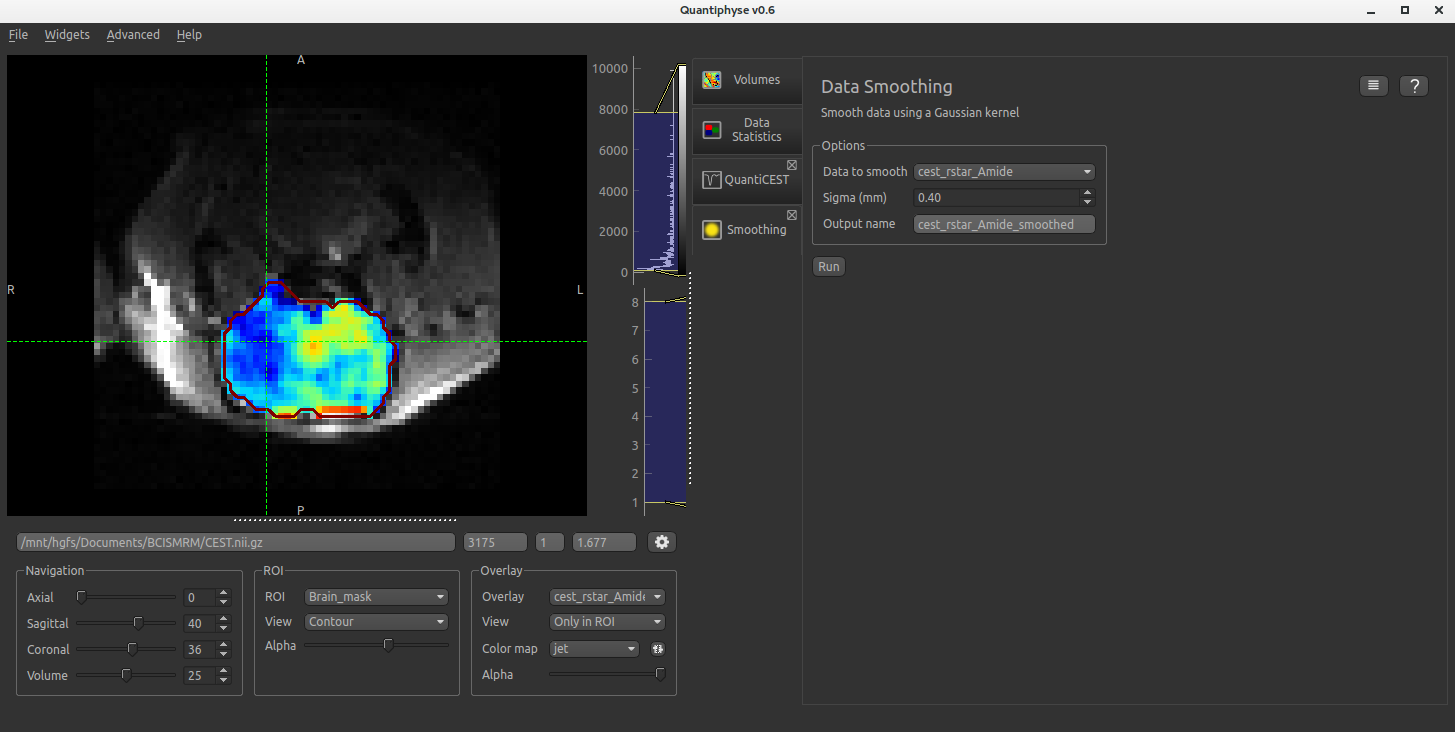 Quantiphyse v0.6
File Widgets Advanced Help
A
R
L
P
10000
8000
6000
4000
2000
0
8
7
6
5
4
3
2
1
Volumes
Data
Statistics
QuantiCEST
Smoothing
Data Smoothing
?
Smooth data using a Gaussian kernel
Options
Data to smooth cest_rstar_Amide
Sigma (mm) 0.40
Output name cest_rstar_Amide_smoothed
Run
/mnt/hgfs/Documents/BCISMRM/CEST.nii.gz 3175 1 1.677
Navigation
Axial 0
Sagittal 40
Coronal 36
Volume 25
ROI
ROI Brain_mask
View Contour
Alpha
Overlay
Overlay cest_rstar_Amide
View Only in ROI
Color map jet
Alpha